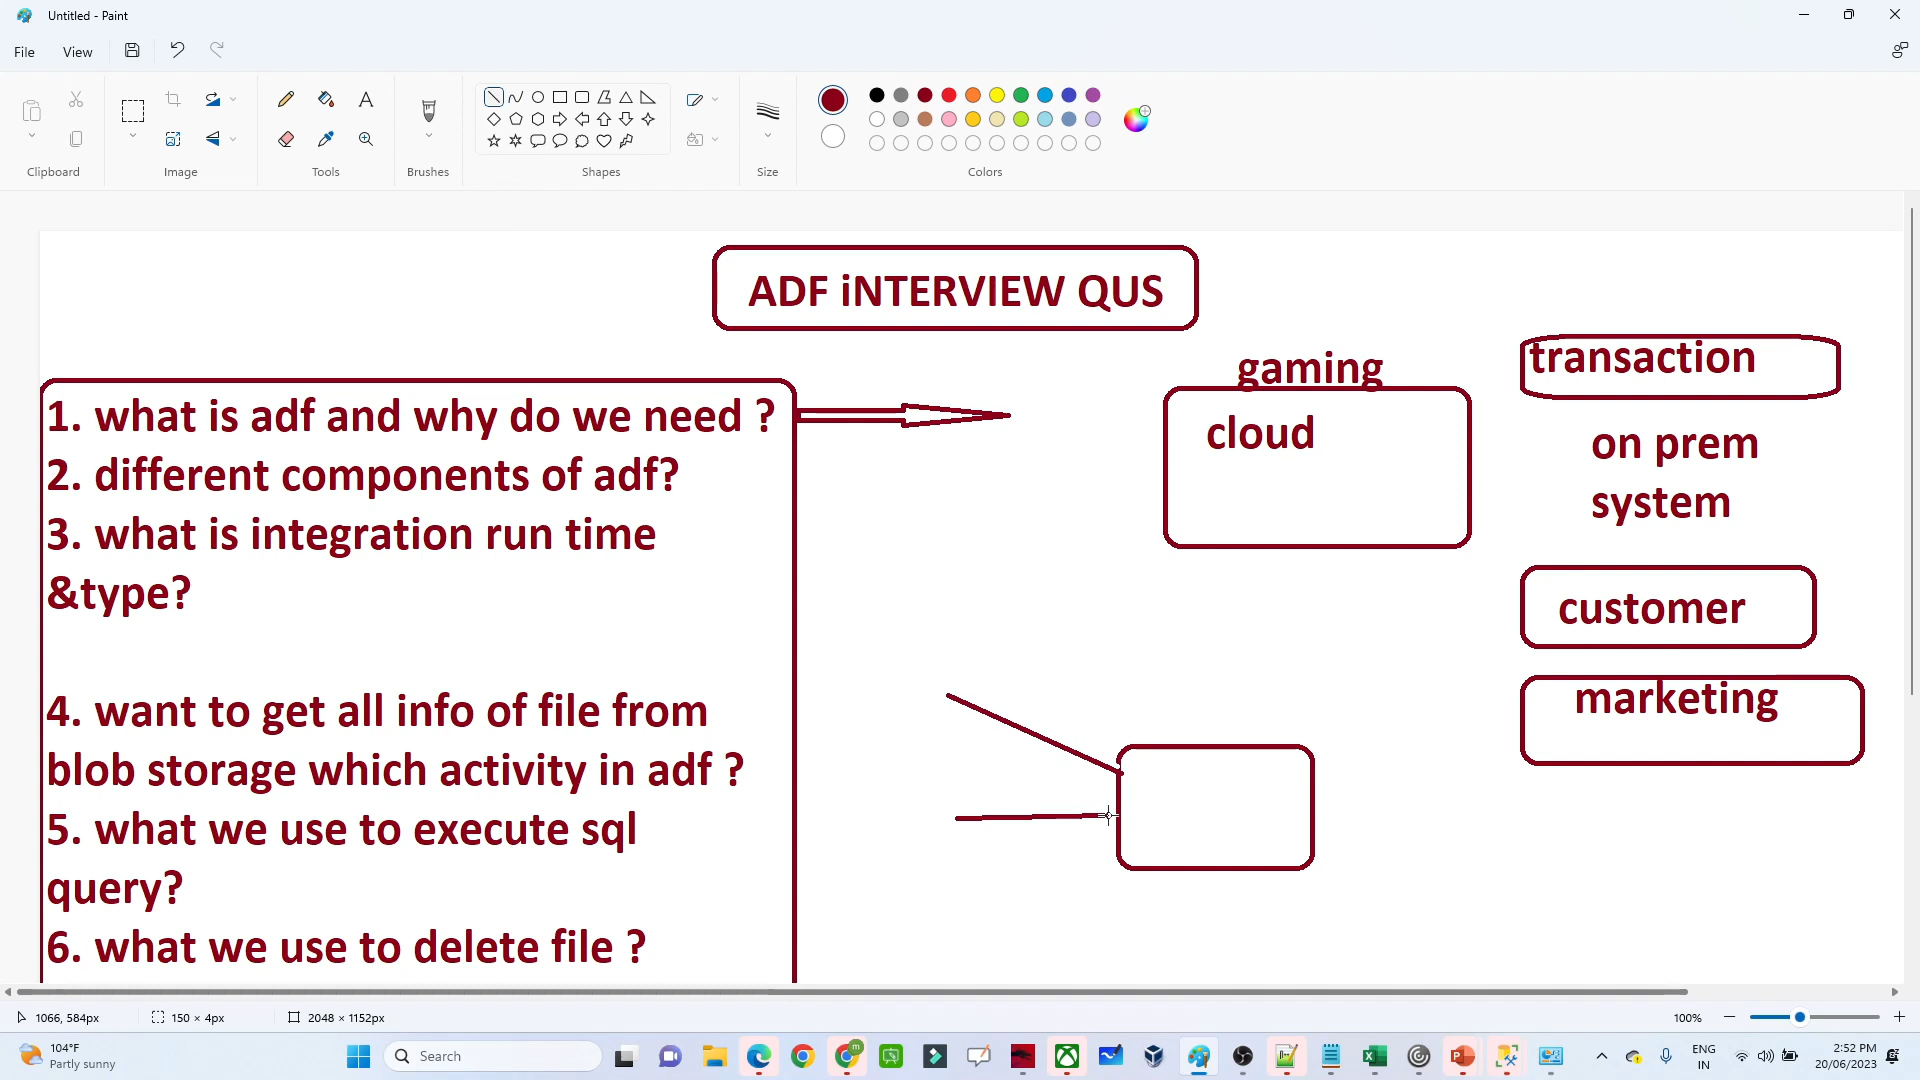 Untitled - Paint
File
View
Clipboard
Image
Tools
Brushes
Shapes
Size
Colors
ADF iNTERVIEW QUS
1. what is adf and why do we need ?
2. different components of adf?
3. what is integration run time
&type?
4. want to get all info of file from
blob storage which activity in adf ?
5. what we use to execute sql
query?
6. what we use to delete file ?
gaming
cloud
transaction
on prem
system
customer
marketing
1066, 584px
150 × 4px
2048 × 1152px
100%
104°F
Partly sunny
Search
m
ENG
IN
2:52 PM
20/06/2023